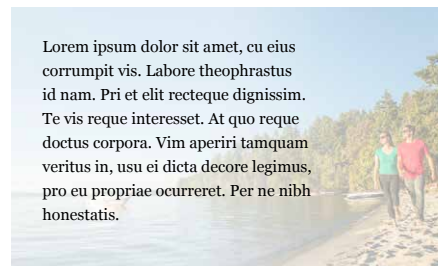 Lorem ipsum dolor sit amet, cu eius
corrumpit vis. Labore theophrastus
id nam. Pri et elit recteque dignissim.
Te vis reque interesset. At quo reque
doctus corpora. Vim aperiri tamquam
veritus in, usu ei dicta decore legimus,
pro eu propriae ocurreret. Per ne nibh
honestatis.